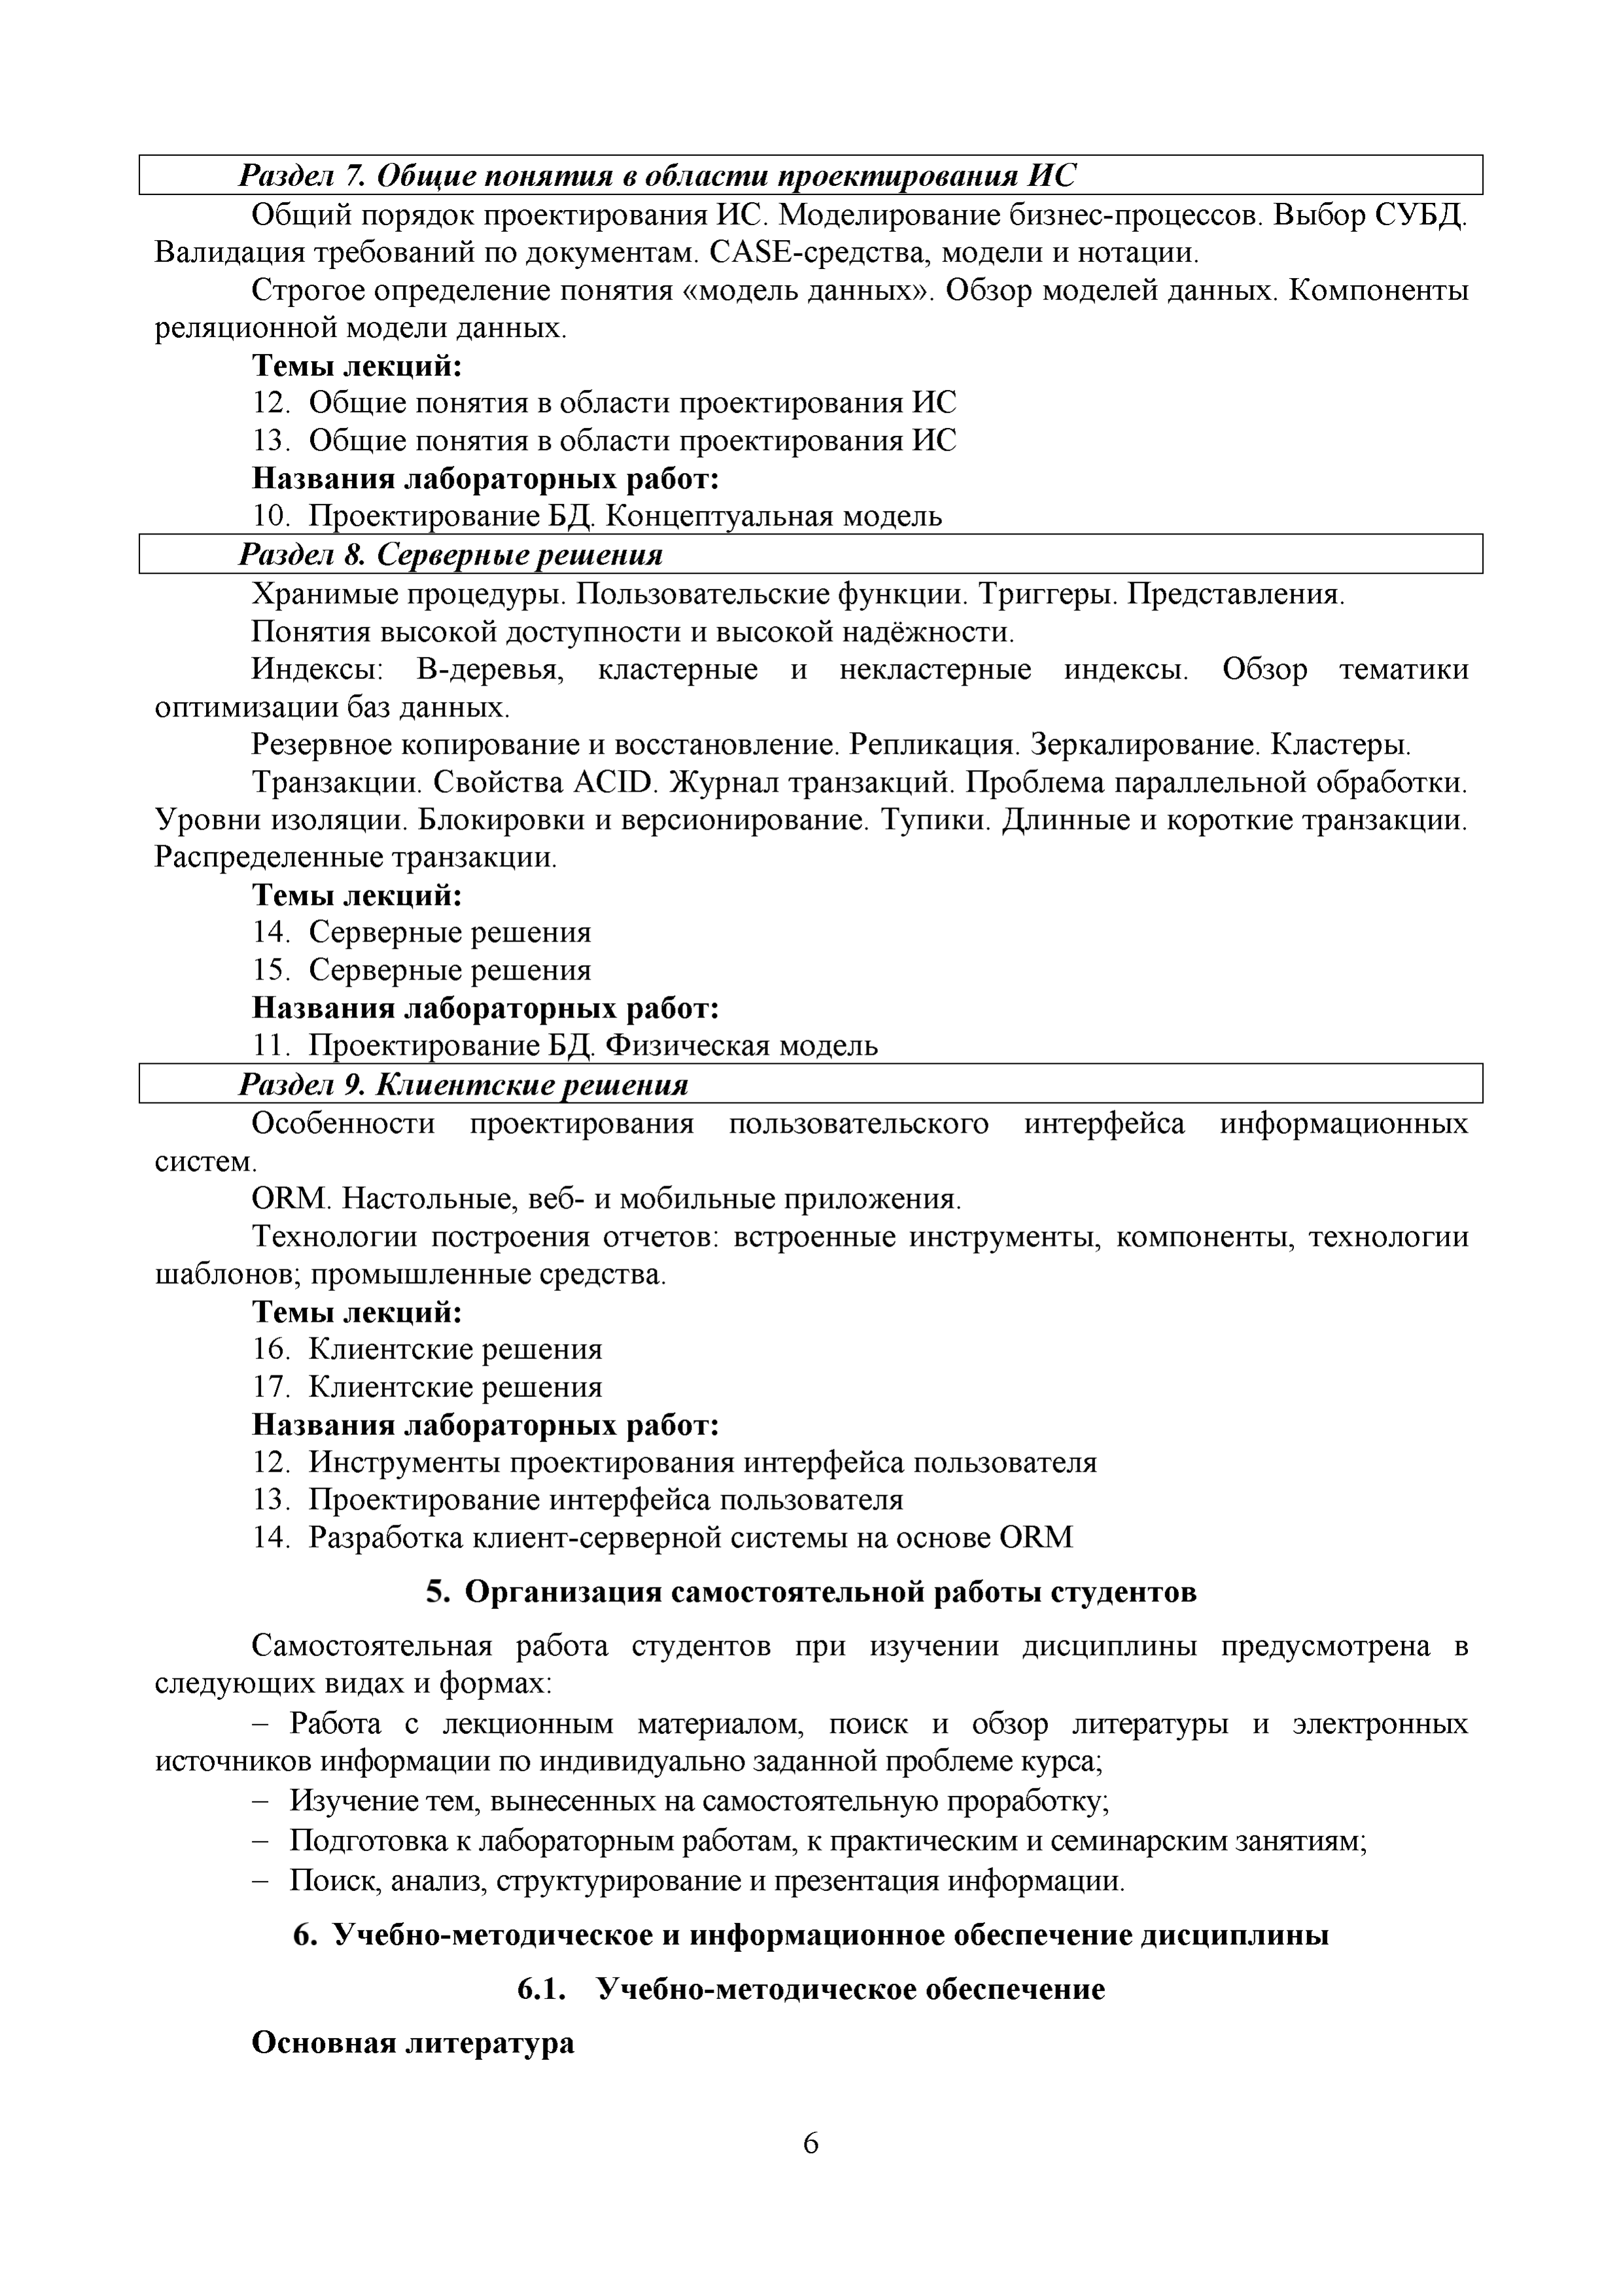 Раздел 7. Общие понятия в области проектирования ИС
Общий порядок проектирования ИС. Моделирование бизнес-процессов. Выбор СУБД.
Валидация требований по документам. CASE-средства, модели и нотации.
Строгое определение понятия «модель данных». Обзор моделей данных. Компоненты
реляционной модели данных.
Темы лекций:
12. Общие понятия в области проектирования ИС
13. Общие понятия в области проектирования ИС
Названия лабораторных работ:
10. Проектирование БД. Концептуальная модель
Раздел 8. Серверные решения
Хранимые процедуры. Пользовательские функции. Триггеры. Представления.
Понятия высокой доступности и высокой надёжности.
Индексы: B-деревья, кластерные и некластерные индексы. Обзор тематики
оптимизации баз данных.
Резервное копирование и восстановление. Репликация. Зеркалирование. Кластеры.
Транзакции. Свойства ACID. Журнал транзакций. Проблема параллельной обработки.
Уровни изоляции. Блокировки и версионирование. Тупики. Длинные и короткие транзакции.
Распределенные транзакции.
Темы лекций:
14. Серверные решения
15. Серверные решения
Названия лабораторных работ:
11. Проектирование БД. Физическая модель
Раздел 9. Клиентские решения
Особенности проектирования пользовательского интерфейса информационных
систем.
ORM. Настольные, веб- и мобильные приложения.
Технологии построения отчетов: встроенные инструменты, компоненты, технологии
шаблонов; промышленные средства.
Темы лекций:
16. Клиентские решения
17. Клиентские решения
Названия лабораторных работ:
12. Инструменты проектирования интерфейса пользователя
13. Проектирование интерфейса пользователя
14. Разработка клиент-серверной системы на основе ORM
5. Организация самостоятельной работы студентов
Самостоятельная работа студентов при изучении дисциплины предусмотрена в
следующих видах и формах:
– Работа с лекционным материалом, поиск и обзор литературы и электронных
источников информации по индивидуально заданной проблеме курса;
– Изучение тем, вынесенных на самостоятельную проработку;
– Подготовка к лабораторным работам, к практическим и семинарским занятиям;
– Поиск, анализ, структурирование и презентация информации.
6. Учебно-методическое и информационное обеспечение дисциплины
6.1. Учебно-методическое обеспечение
Основная литература
6